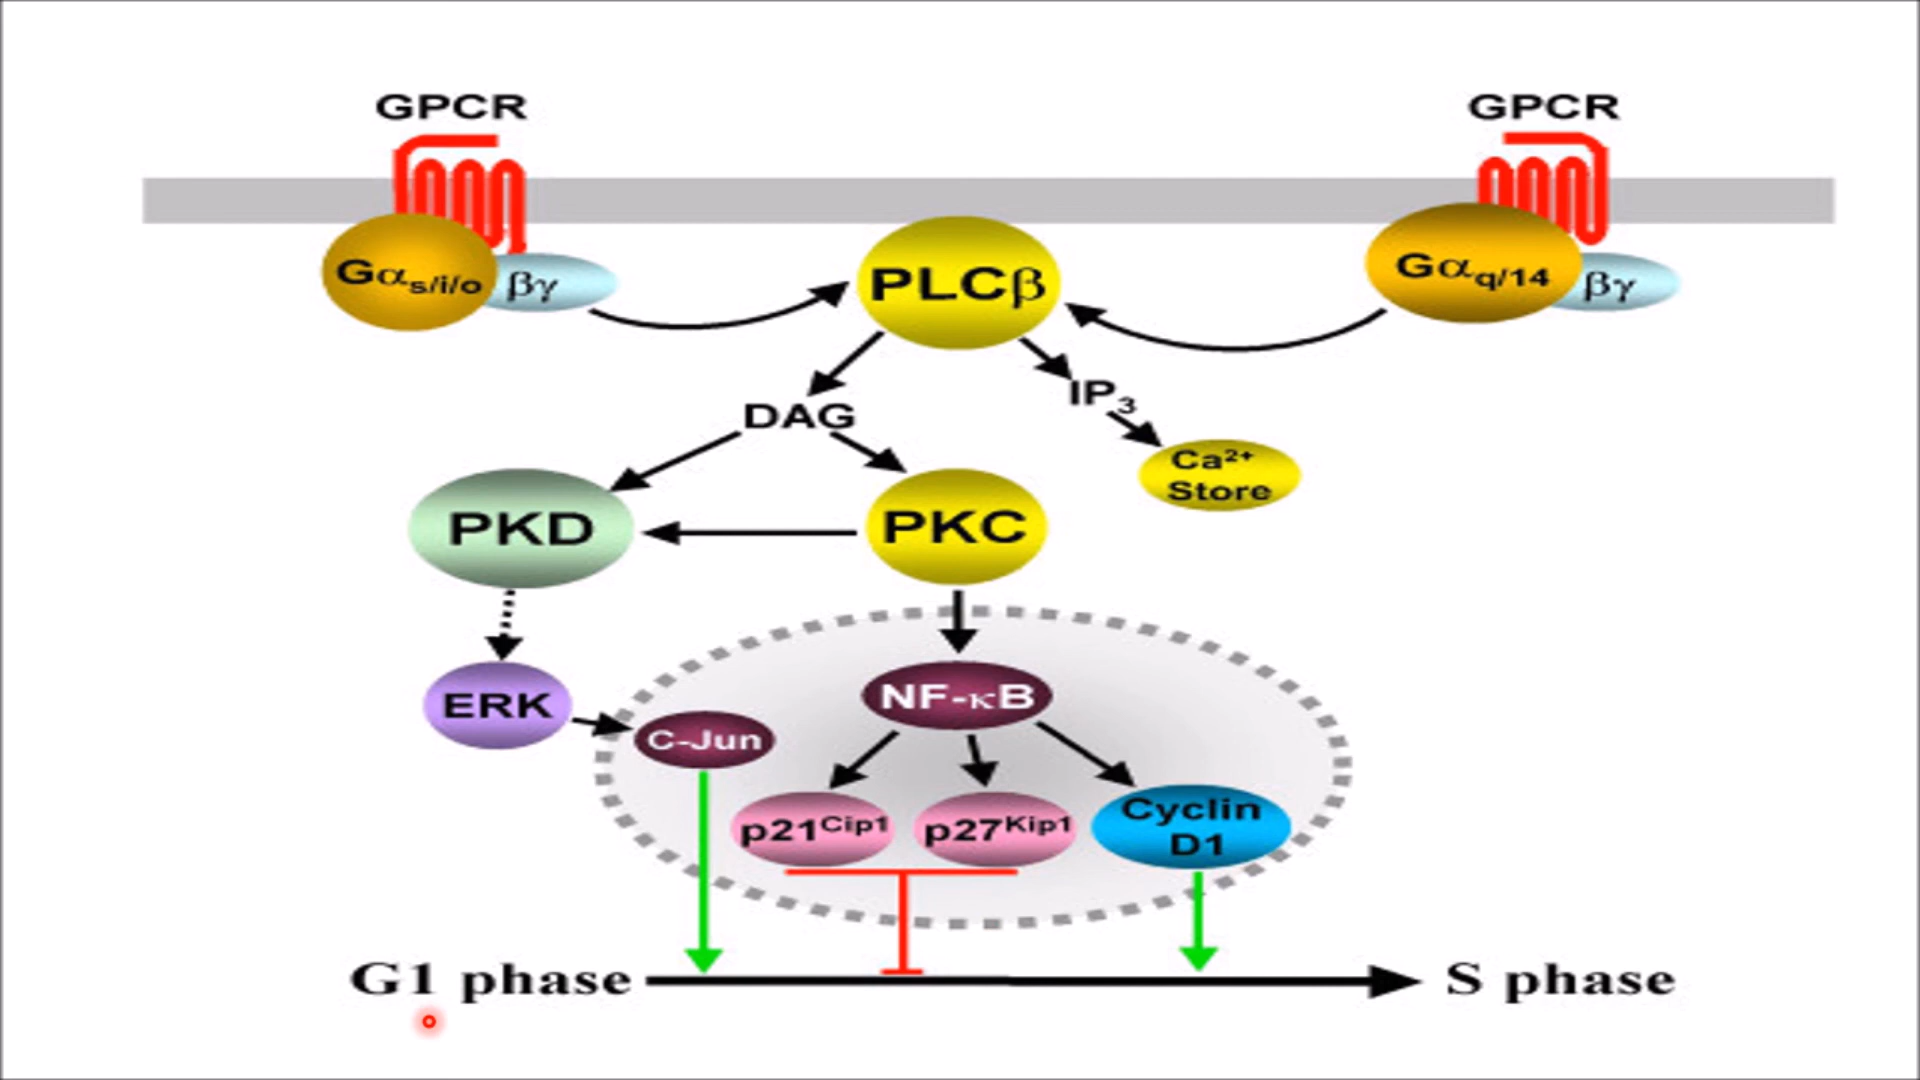 GPCR
GPCR
Gαs/i/o
βγ
PLCβ
Gαq/14
βγ
IP3
DAG
Ca2+
Store
PKD
PKC
ERK
NF-κB
C-Jun
p21Cip1
p27Kip1
Cyclin
D1
G1 phase
S phase